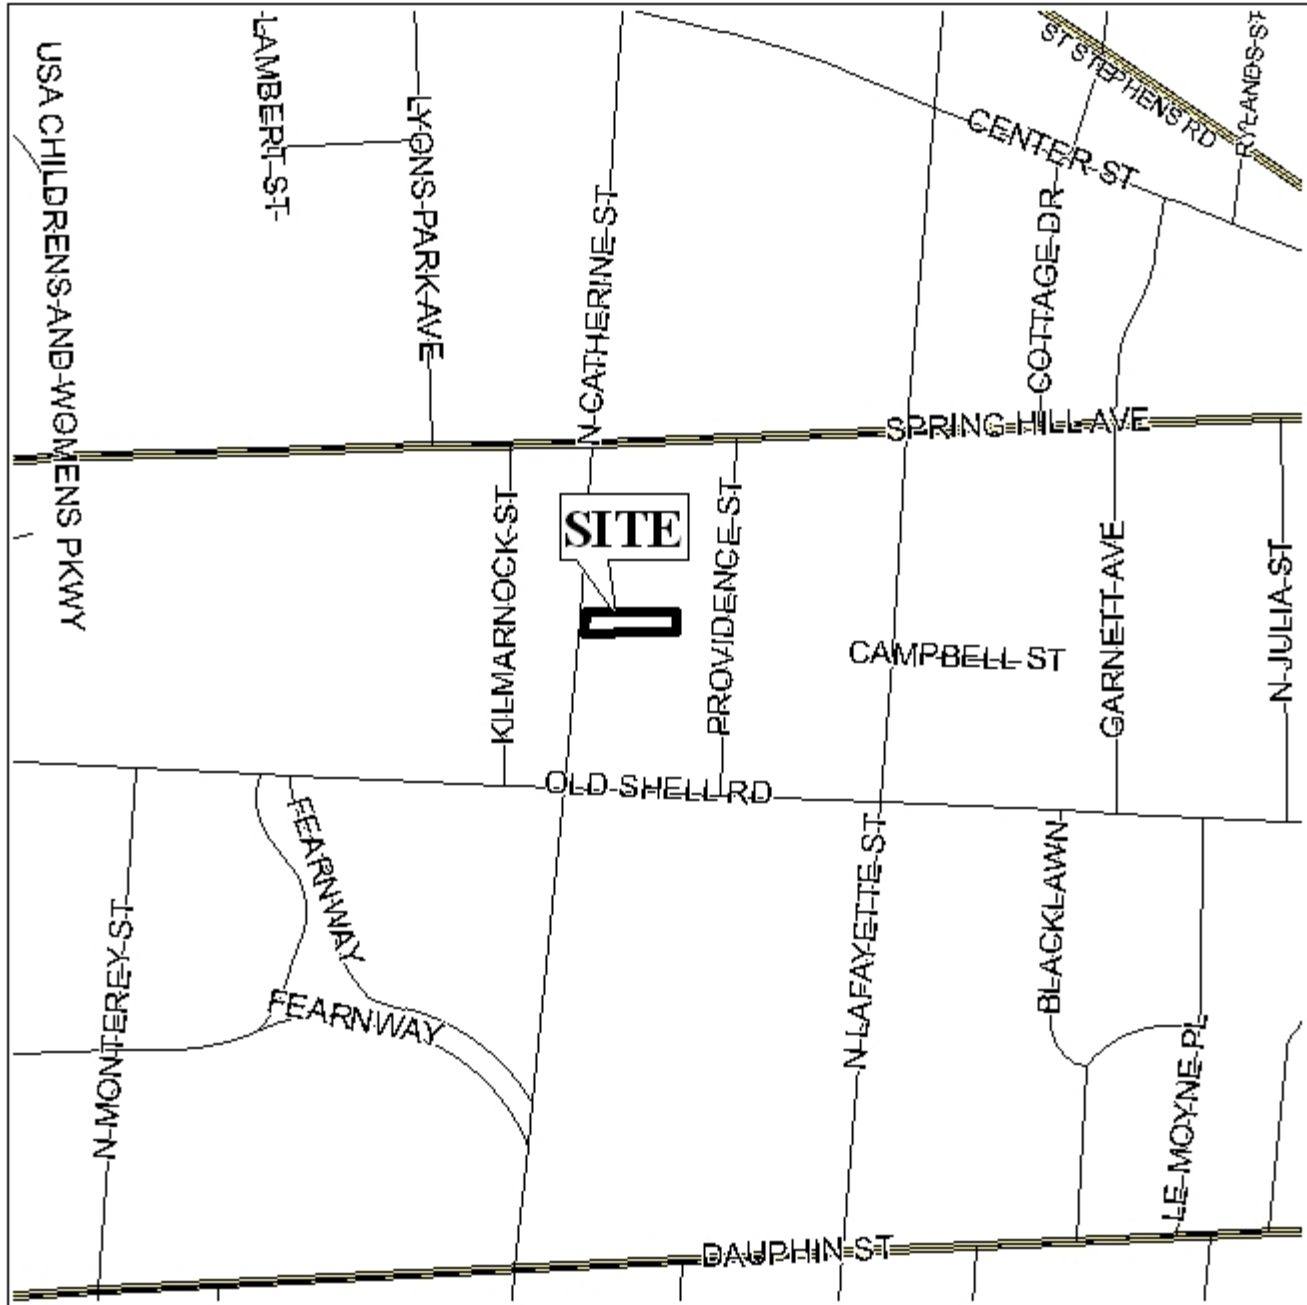 USA CHILDRENS AND WOMENS PKWY
LAMBERT ST
LYONS PARK AVE
N CATHERINE ST
ST STEPHENS RD
RYLANDS ST
CENTER ST
COTTAGE DR
SPRING HILL AVE
KILMARNOCK ST
SITE
PROVIDENCE ST
CAMPBELL ST
GARNETT AVE
N JULIA ST
OLD SHELL RD
FEARNWAY
FEARNWAY
N MONTEREY ST
N LAFAYETTE ST
BLACKLAWN
LE MOYNE PL
DAUPHIN ST